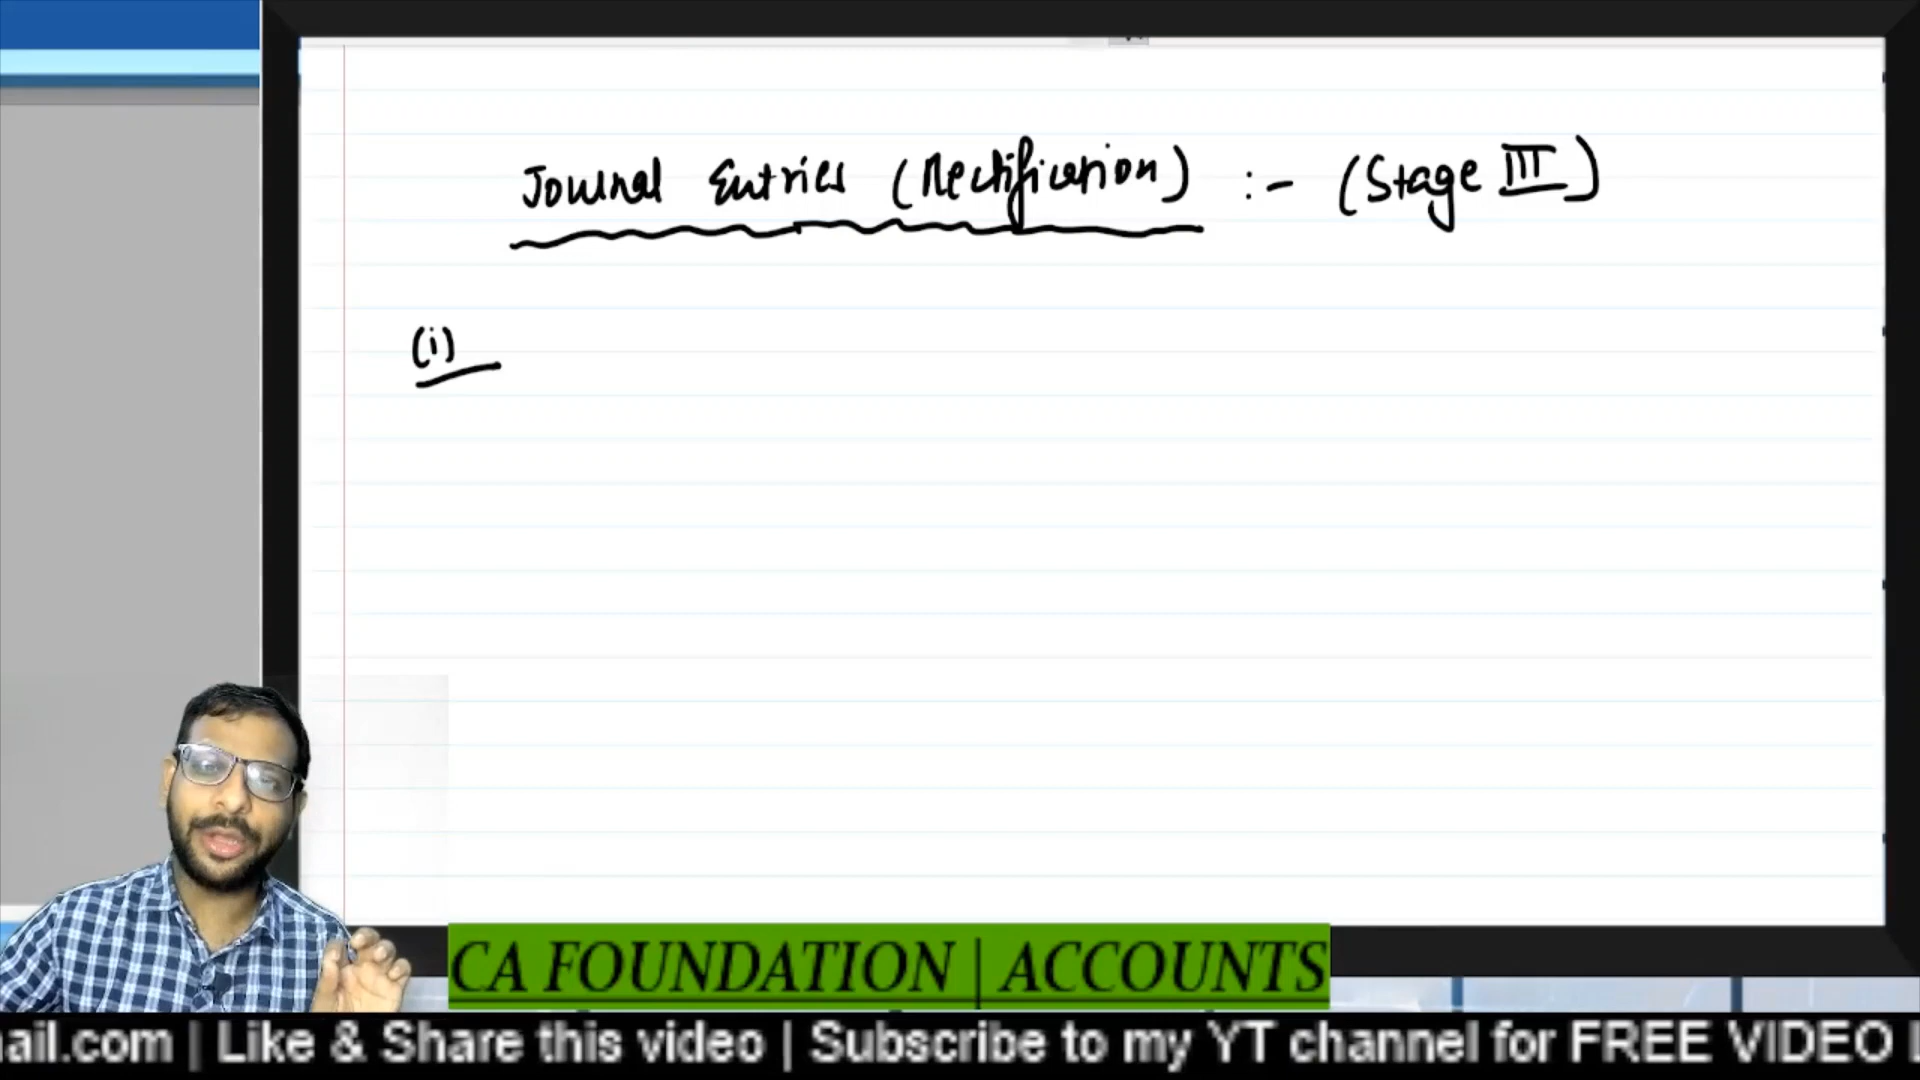 Journal Entries (Rectification) :- (Stage III)
(i)
CA FOUNDATION | ACCOUNTS
ail.com | Like & Share this video | Subscribe to my YT channel for FREE VIDEO L